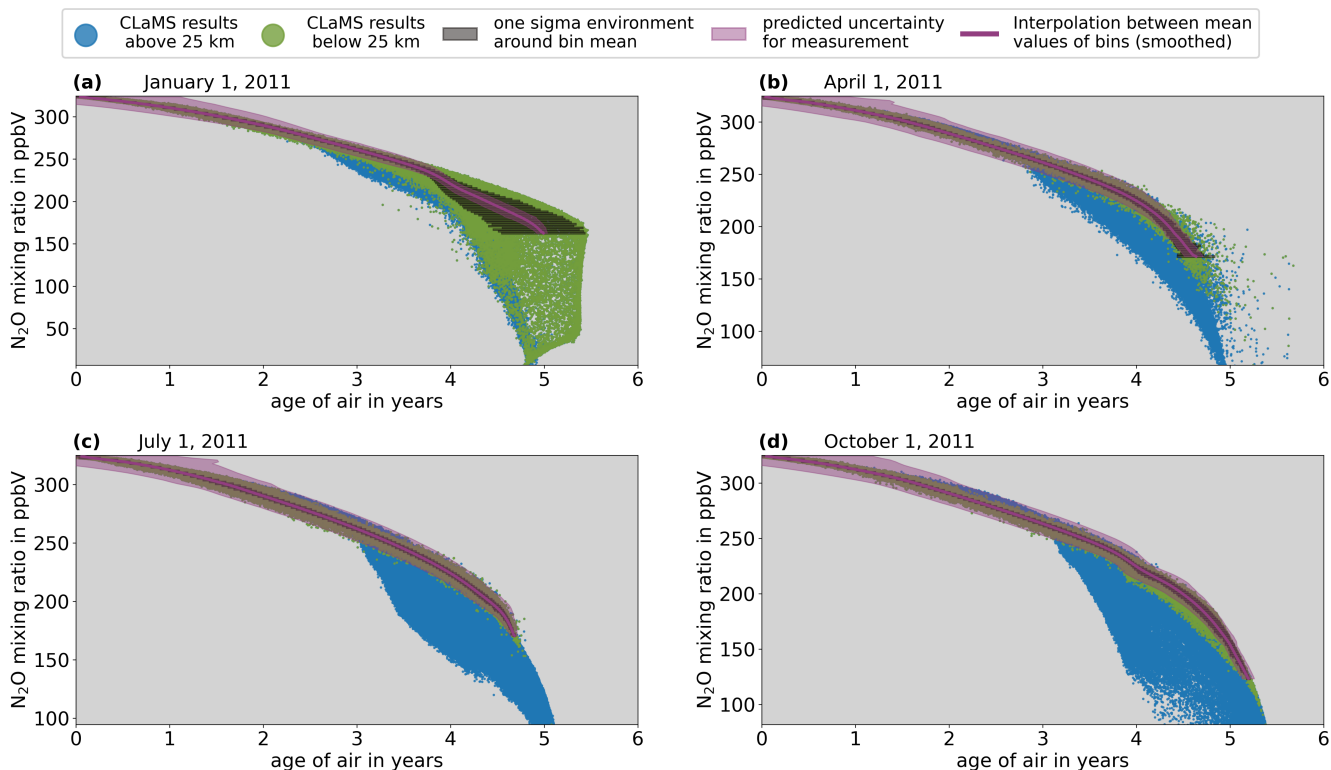 CLaMS results
above 25 km
CLaMS results
below 25 km
one sigma environment
around bin mean
predicted uncertainty
for measurement
Interpolation between mean
values of bins (smoothed)
(a) January 1, 2011
N₂O mixing ratio in ppbV
300
250
200
150
100
50
0 1 2 3 4 5 6
age of air in years
(b) April 1, 2011
N₂O mixing ratio in ppbV
300
250
200
150
100
0 1 2 3 4 5 6
age of air in years
(c) July 1, 2011
N₂O mixing ratio in ppbV
300
250
200
150
100
0 1 2 3 4 5 6
age of air in years
(d) October 1, 2011
N₂O mixing ratio in ppbV
300
250
200
150
100
0 1 2 3 4 5 6
age of air in years